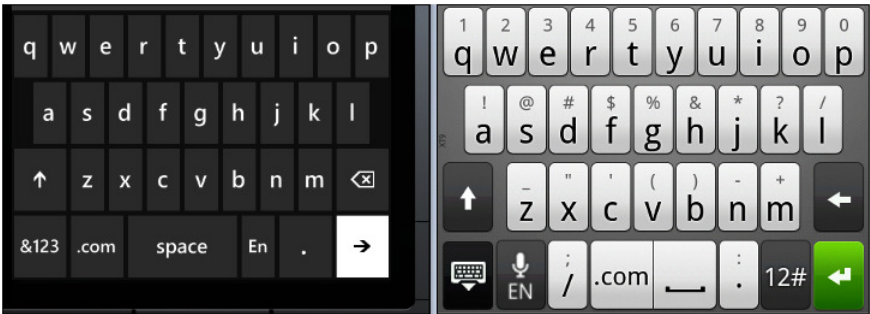 q w e r t y u i o p
a s d f g h j k l
z x c v b n m
&123 .com space En .
1 2 3 4 5 6 7 8 9 0
q w e r t y u i o p
! @ # $ % & * ? /
a s d f g h j k l
_ " ' ( ) - +
z x c v b n m
; :
EN / .com . 12#